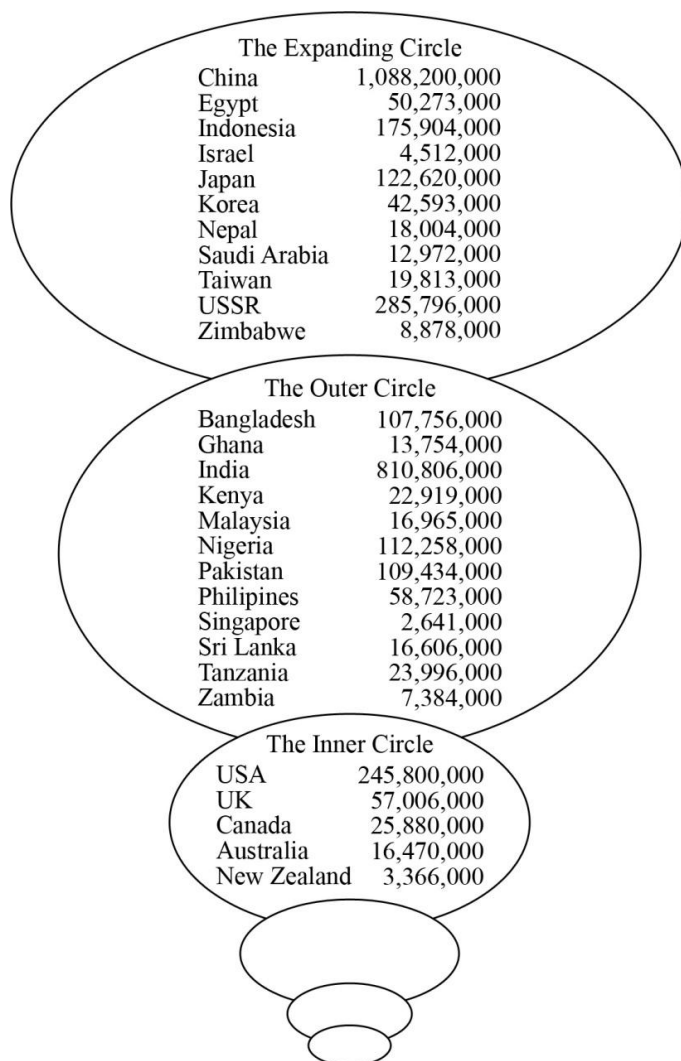 The Expanding Circle
China 1,088,200,000
Egypt 50,273,000
Indonesia 175,904,000
Israel 4,512,000
Japan 122,620,000
Korea 42,593,000
Nepal 18,004,000
Saudi Arabia 12,972,000
Taiwan 19,813,000
USSR 285,796,000
Zimbabwe 8,878,000
The Outer Circle
Bangladesh 107,756,000
Ghana 13,754,000
India 810,806,000
Kenya 22,919,000
Malaysia 16,965,000
Nigeria 112,258,000
Pakistan 109,434,000
Philipines 58,723,000
Singapore 2,641,000
Sri Lanka 16,606,000
Tanzania 23,996,000
Zambia 7,384,000
The Inner Circle
USA 245,800,000
UK 57,006,000
Canada 25,880,000
Australia 16,470,000
New Zealand 3,366,000